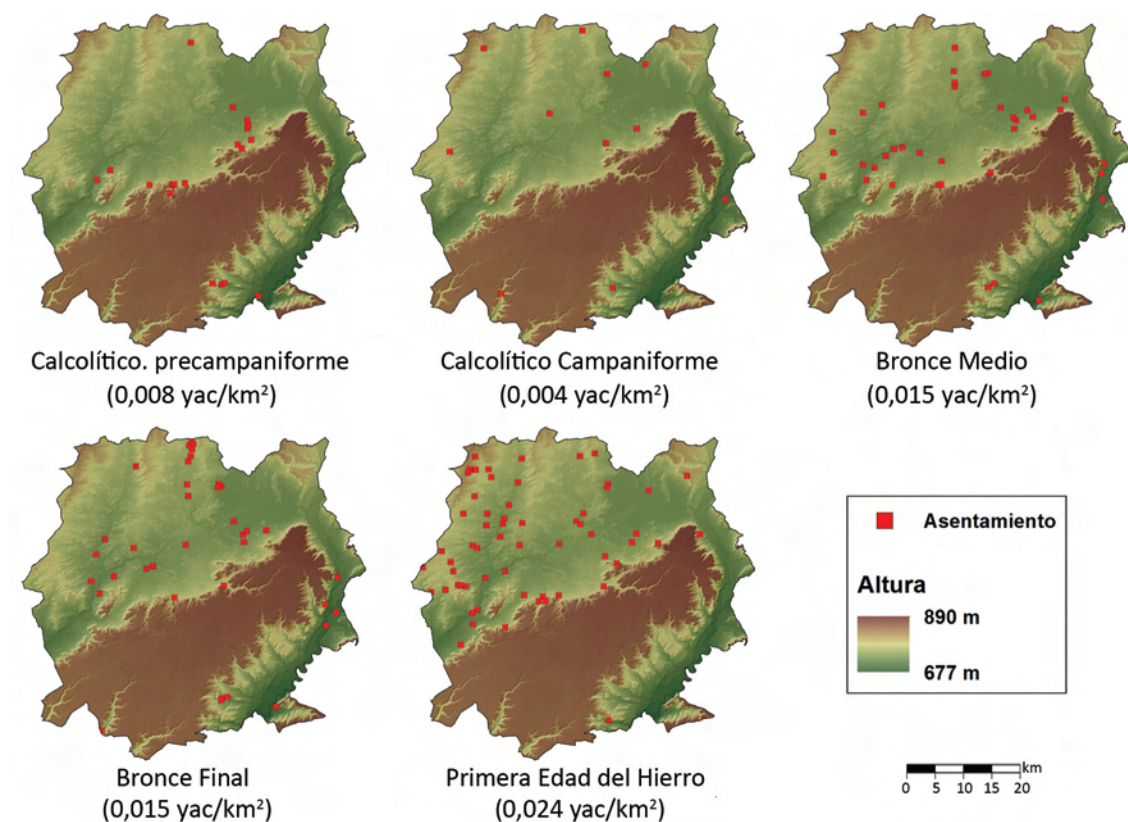 Calcolítico. precampaniforme
(0,008 yac/km²)
Calcolítico Campaniforme
(0,004 yac/km²)
Bronce Medio
(0,015 yac/km²)
Bronce Final
(0,015 yac/km²)
Primera Edad del Hierro
(0,024 yac/km²)
Asentamiento
Altura
890 m
677 m
km
0 5 10 15 20